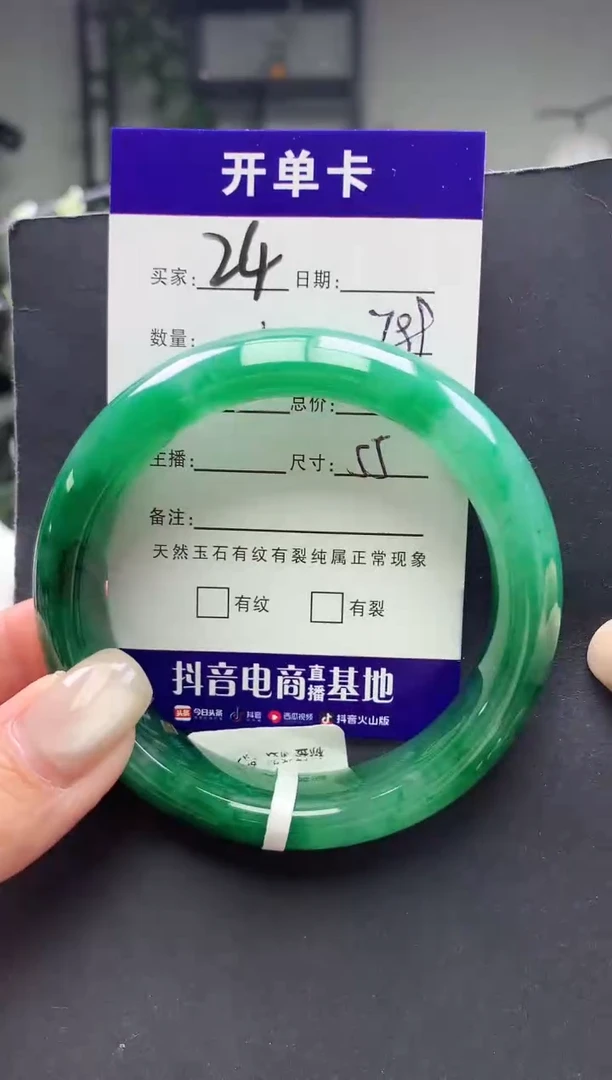 开单卡
买家: 24 日期:
数量: 788
总价:
主播: 尺寸: 55
备注:
天然玉石有纹有裂纯属正常现象
有纹 有裂
抖音电商直播基地
头条 今日头条 抖音 西瓜视频 抖音火山版